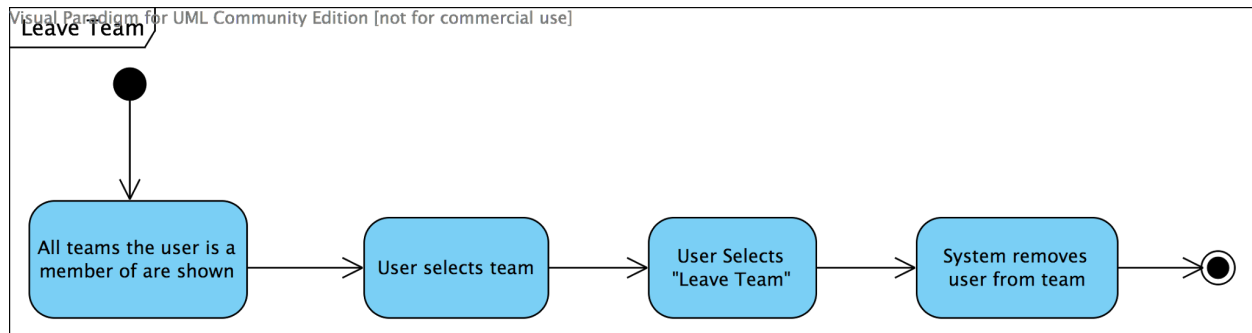 Visual Paradigm for UML Community Edition [not for commercial use]
Leave Team
All teams the user is a
member of are shown
User selects team
User Selects
"Leave Team"
System removes
user from team